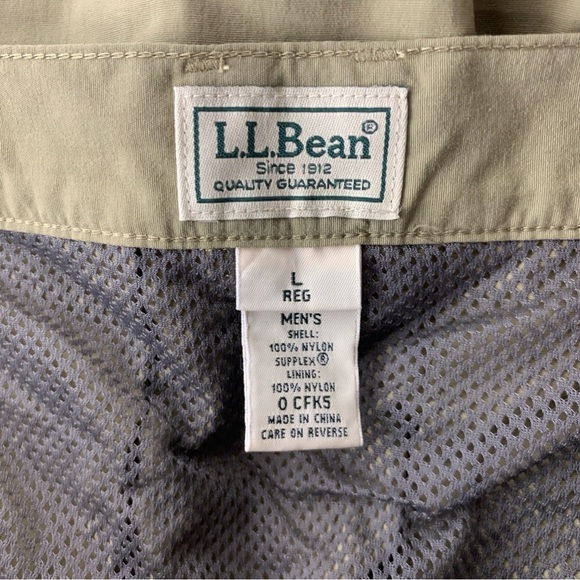 L.L.Bean®
Since 1912
QUALITY GUARANTEED
L
REG
MEN'S
SHELL:
100% NYLON
SUPPLEX®
LINING:
100% NYLON
0 CFK5
MADE IN CHINA
CARE ON REVERSE